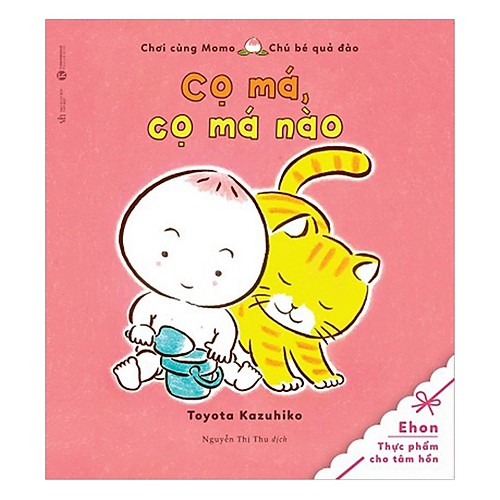 Chơi cùng Momo Chú bé quả đào
Cọ má,
cọ má nào
Toyota Kazuhiko
Nguyễn Thị Thu dịch
Ehon
Thực phẩm
cho tâm hồn